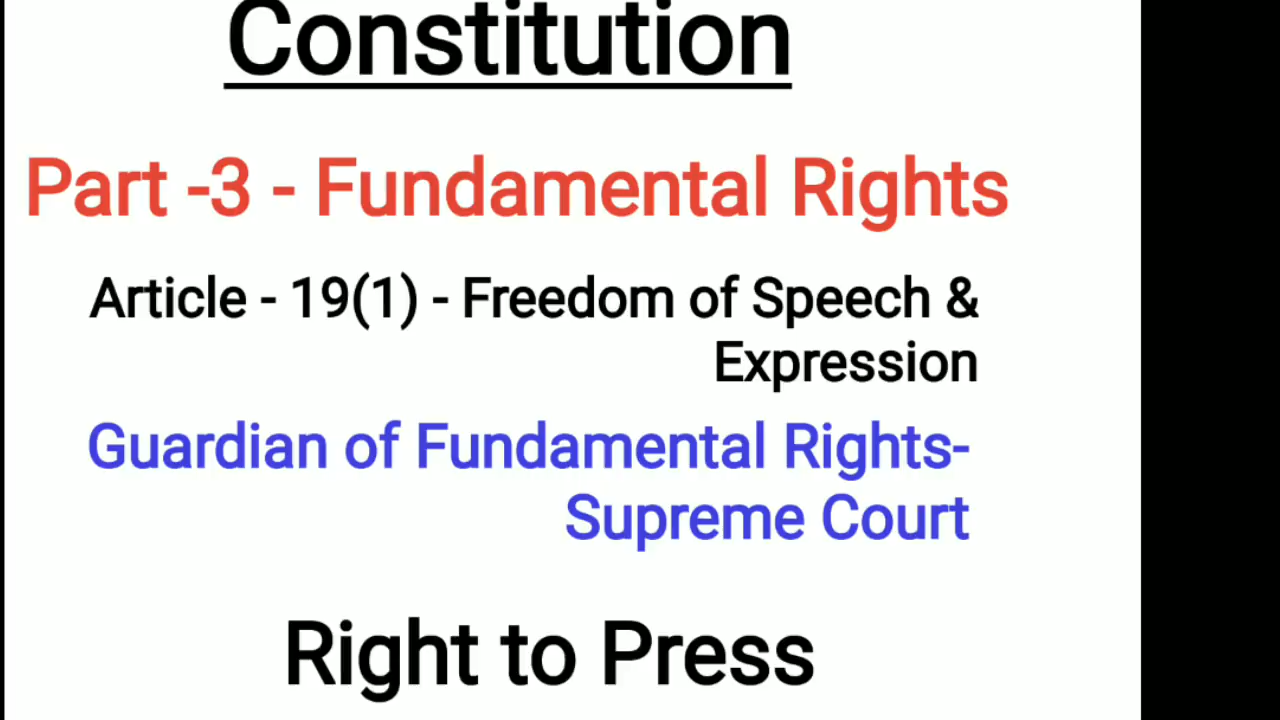 Constitution
Part -3 - Fundamental Rights
Article - 19(1) - Freedom of Speech &
Expression
Guardian of Fundamental Rights-
Supreme Court
Right to Press